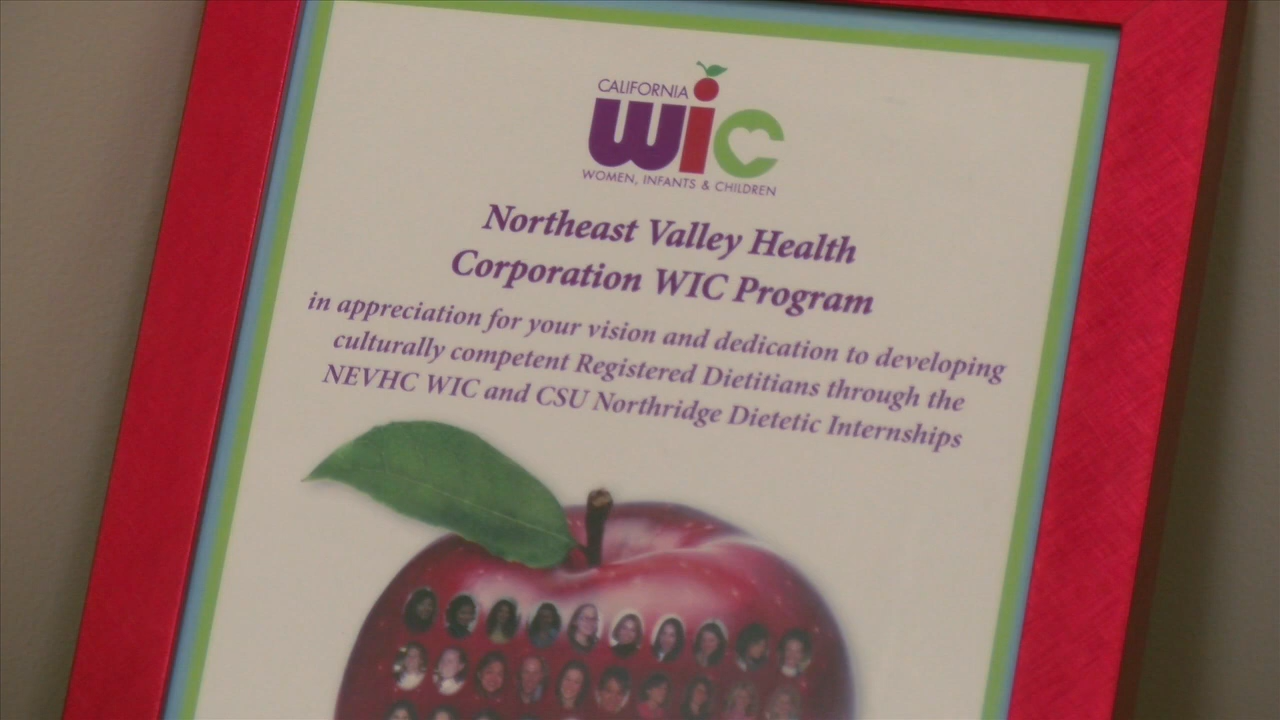 CALIFORNIA
wic
WOMEN, INFANTS & CHILDREN
Northeast Valley Health
Corporation WIC Program
in appreciation for your vision and dedication to developing
culturally competent Registered Dietitians through the
NEVHC WIC and CSU Northridge Dietetic Internships